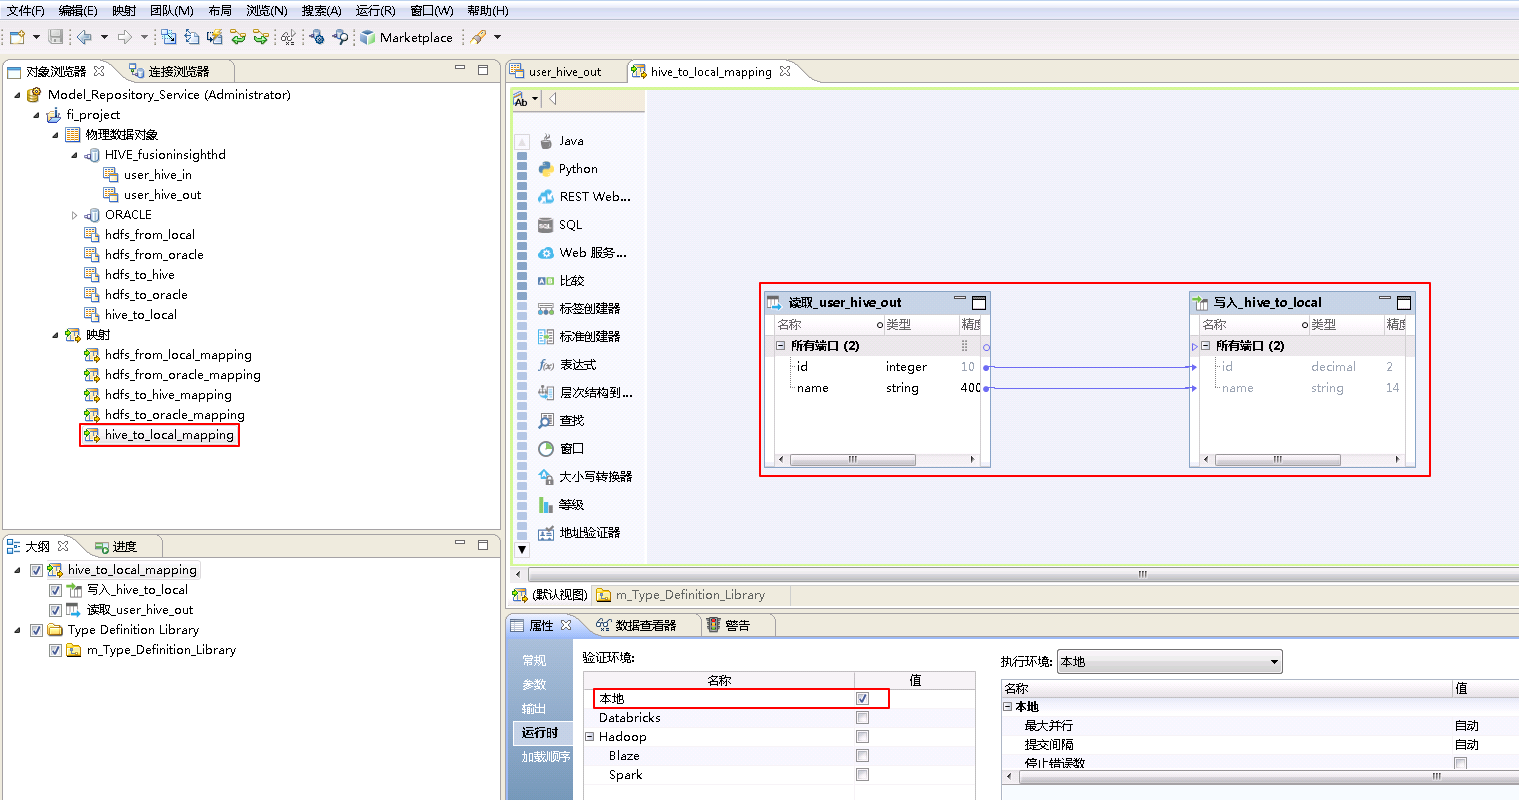 文件(F) 编辑(E) 映射 团队(M) 布局 浏览(N) 搜索(A) 运行(R) 窗口(W) 帮助(H)
Marketplace
对象浏览器 连接浏览器
Model_Repository_Service (Administrator)
fi_project
物理数据对象
HIVE_fusioninsighthd
user_hive_in
user_hive_out
ORACLE
hdfs_from_local
hdfs_from_oracle
hdfs_to_hive
hdfs_to_oracle
hive_to_local
映射
hdfs_from_local_mapping
hdfs_from_oracle_mapping
hdfs_to_hive_mapping
hdfs_to_oracle_mapping
hive_to_local_mapping
大纲 进度
hive_to_local_mapping
写入_hive_to_local
读取_user_hive_out
Type Definition Library
m_Type_Definition_Library
user_hive_out hive_to_local_mapping
Ab
Java
Python
REST Web...
SQL
Web 服务...
比较
标签创建器
标准创建器
表达式
层次结构到...
查找
窗口
大小写转换器
等级
地址验证器
读取_user_hive_out
名称 类型 精度
所有端口 (2)
id integer 10
name string 400
写入_hive_to_local
名称 类型 精度
所有端口 (2)
id decimal 2
name string 14
(默认视图) m_Type_Definition_Library
属性 数据查看器 警告
常规
参数
输出
运行时
加载顺序
验证环境:
名称 值
本地
Databricks
Hadoop
Blaze
Spark
执行环境: 本地
名称 值
本地
最大并行 自动
提交间隔 自动
停止错误数